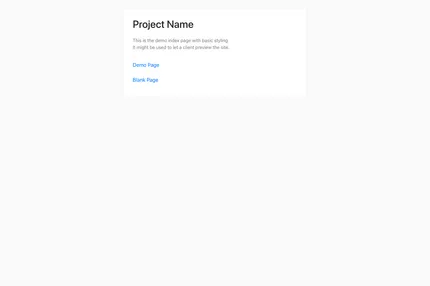 Project Name
This is the demo index page with basic styling
It might be used to let a client preview the site.
Demo Page
Blank Page